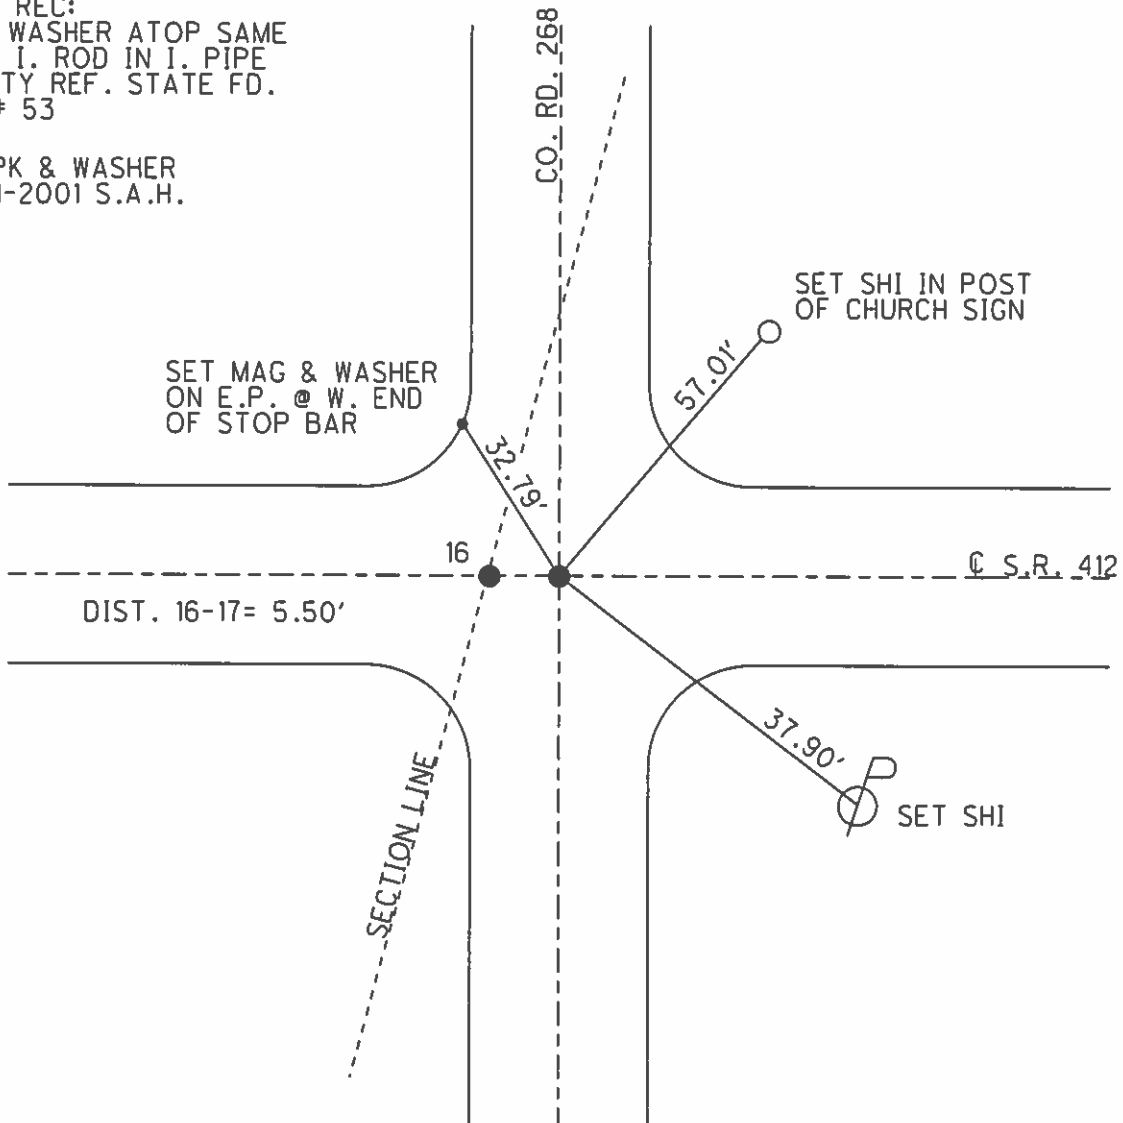 REC:
WASHER ATOP SAME
I. ROD IN I. PIPE
TY REF. STATE FD.
# 53
PK & WASHER
-2001 S.A.H.
CO. RD. 268
SET SHI IN POST
OF CHURCH SIGN
57.01'
SET MAG & WASHER
ON E.P. @ W. END
OF STOP BAR
32.79'
16
℄ S.R. 412
DIST. 16-17= 5.50'
37.90'
P
SET SHI
SECTION LINE